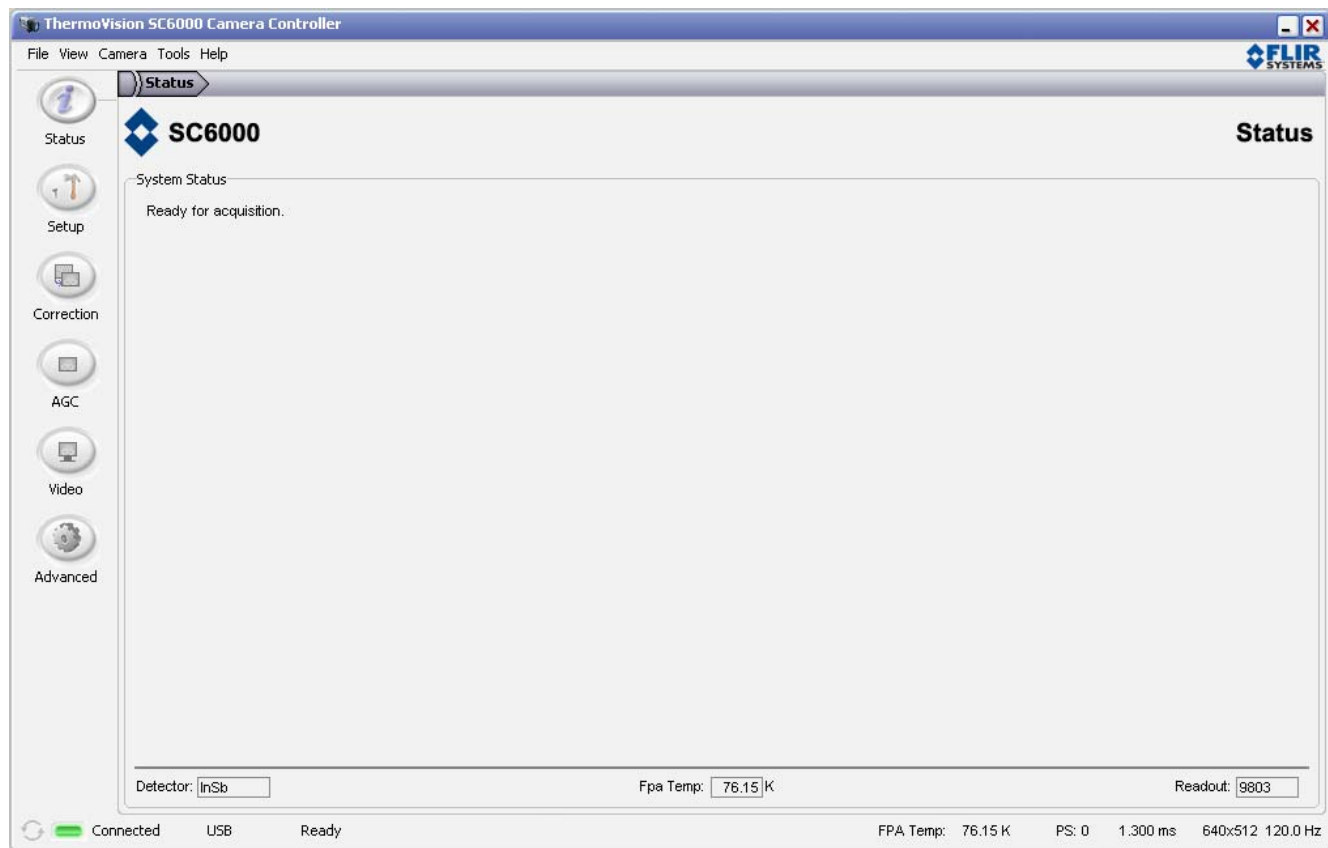 ThermoVision SC6000 Camera Controller
File View Camera Tools Help
FLIR
SYSTEMS
Status
Status
SC6000
Status
System Status
Ready for acquisition.
Setup
Correction
AGC
Video
Advanced
Detector: InSb Fpa Temp: 76.15 K Readout: 9803
Connected USB Ready FPA Temp: 76.15 K PS: 0 1.300 ms 640x512 120.0 Hz